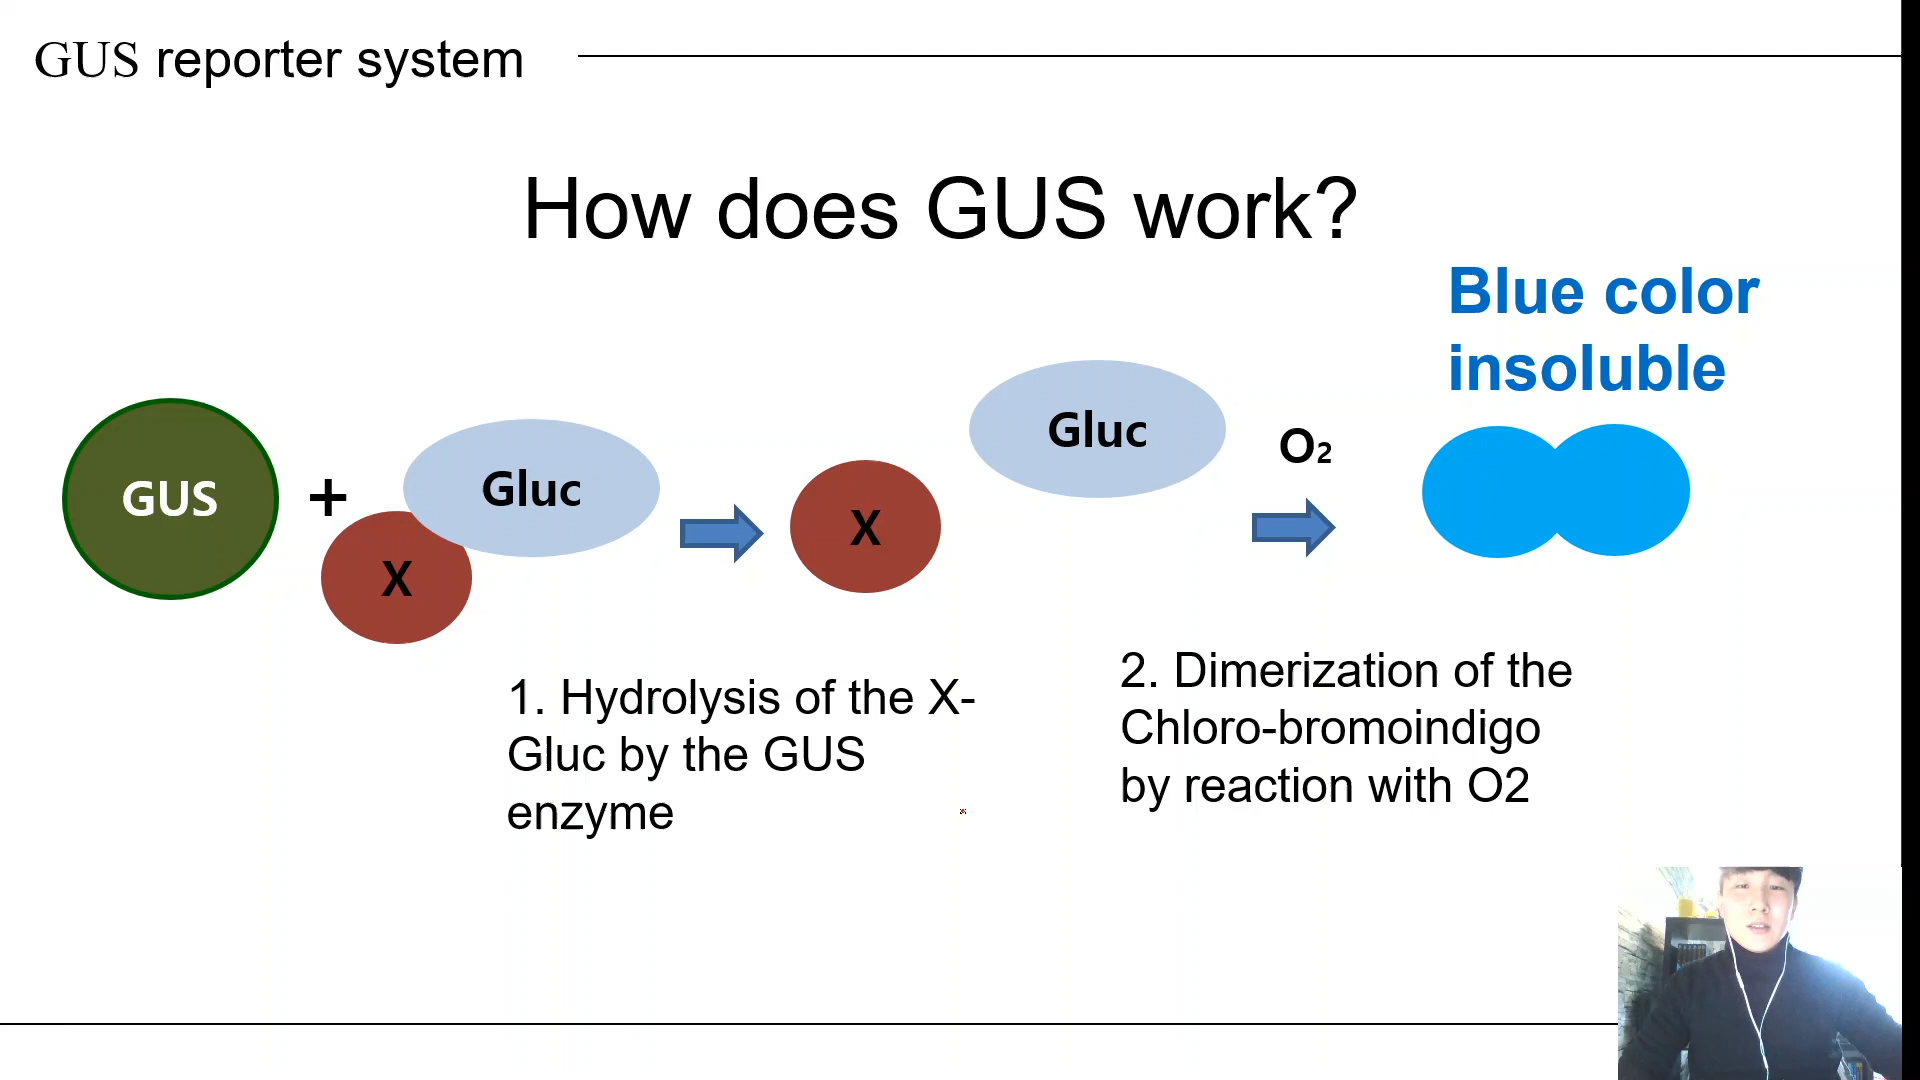 GUS reporter system
How does GUS work?
Blue color
insoluble
GUS
+
Gluc
X
X
Gluc
O₂
1. Hydrolysis of the X-
Gluc by the GUS
enzyme
2. Dimerization of the
Chloro-bromoindigo
by reaction with O2